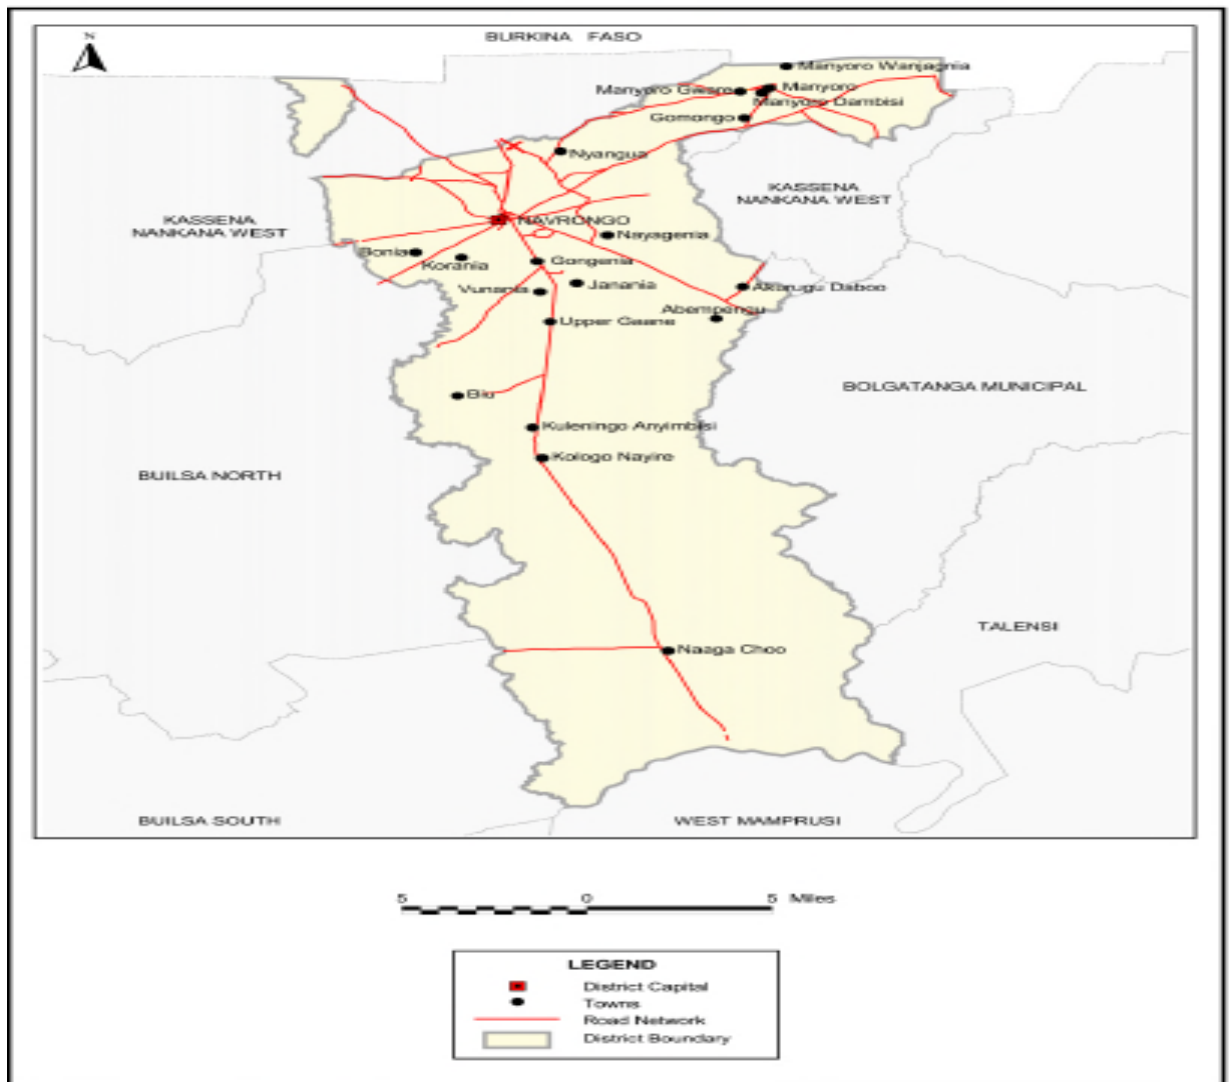 N
BURKINA FASO
Manyoro Wanjagnia
Manyoro
Manyoro Dambisi
Gomongo
Nyangua
KASSENA
NANKANA WEST
KASSENA
NANKANA WEST
NAVRONGO
Nayagenia
Bonia
Korania
Gongenia
Vunania
Janania
Akurugu Daboo
Abempengu
Upper Gaane
BOLGATANGA MUNICIPAL
Biu
Kuleningo Anyimbisi
Kologo Nayire
BUILSA NORTH
TALENSI
Naaga Choo
BUILSA SOUTH
WEST MAMPRUSI
5 0 5 Miles
LEGEND
District Capital
Towns
Road Network
District Boundary